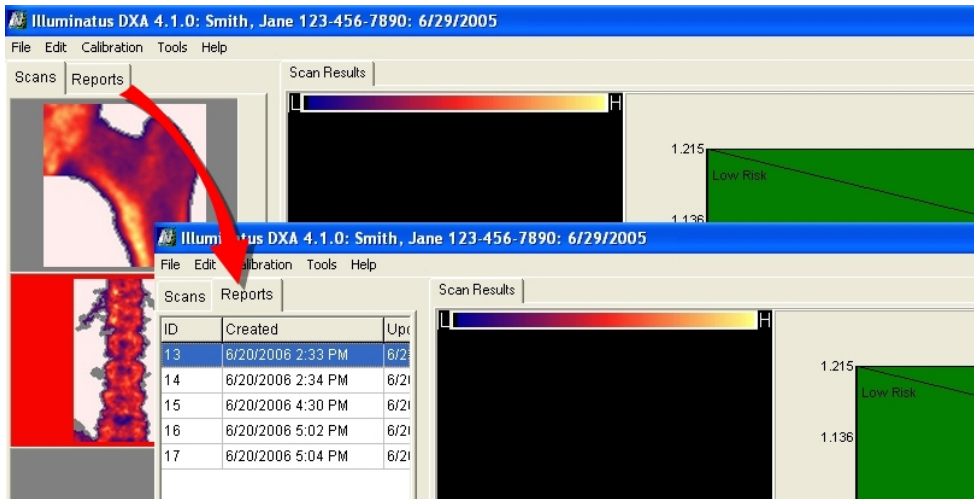 Illuminatus DXA 4.1.0: Smith, Jane 123-456-7890: 6/29/2005
File Edit Calibration Tools Help
Scans Reports
Scan Results
L H
1.215
Low Risk
1.136
Illuminatus DXA 4.1.0: Smith, Jane 123-456-7890: 6/29/2005
File Edit Calibration Tools Help
Scans Reports
Scan Results
L H
ID Created
13 6/20/2006 2:33 PM
14 6/20/2006 2:34 PM
15 6/20/2006 4:30 PM
16 6/20/2006 5:02 PM
17 6/20/2006 5:04 PM
1.215
Low Risk
1.136